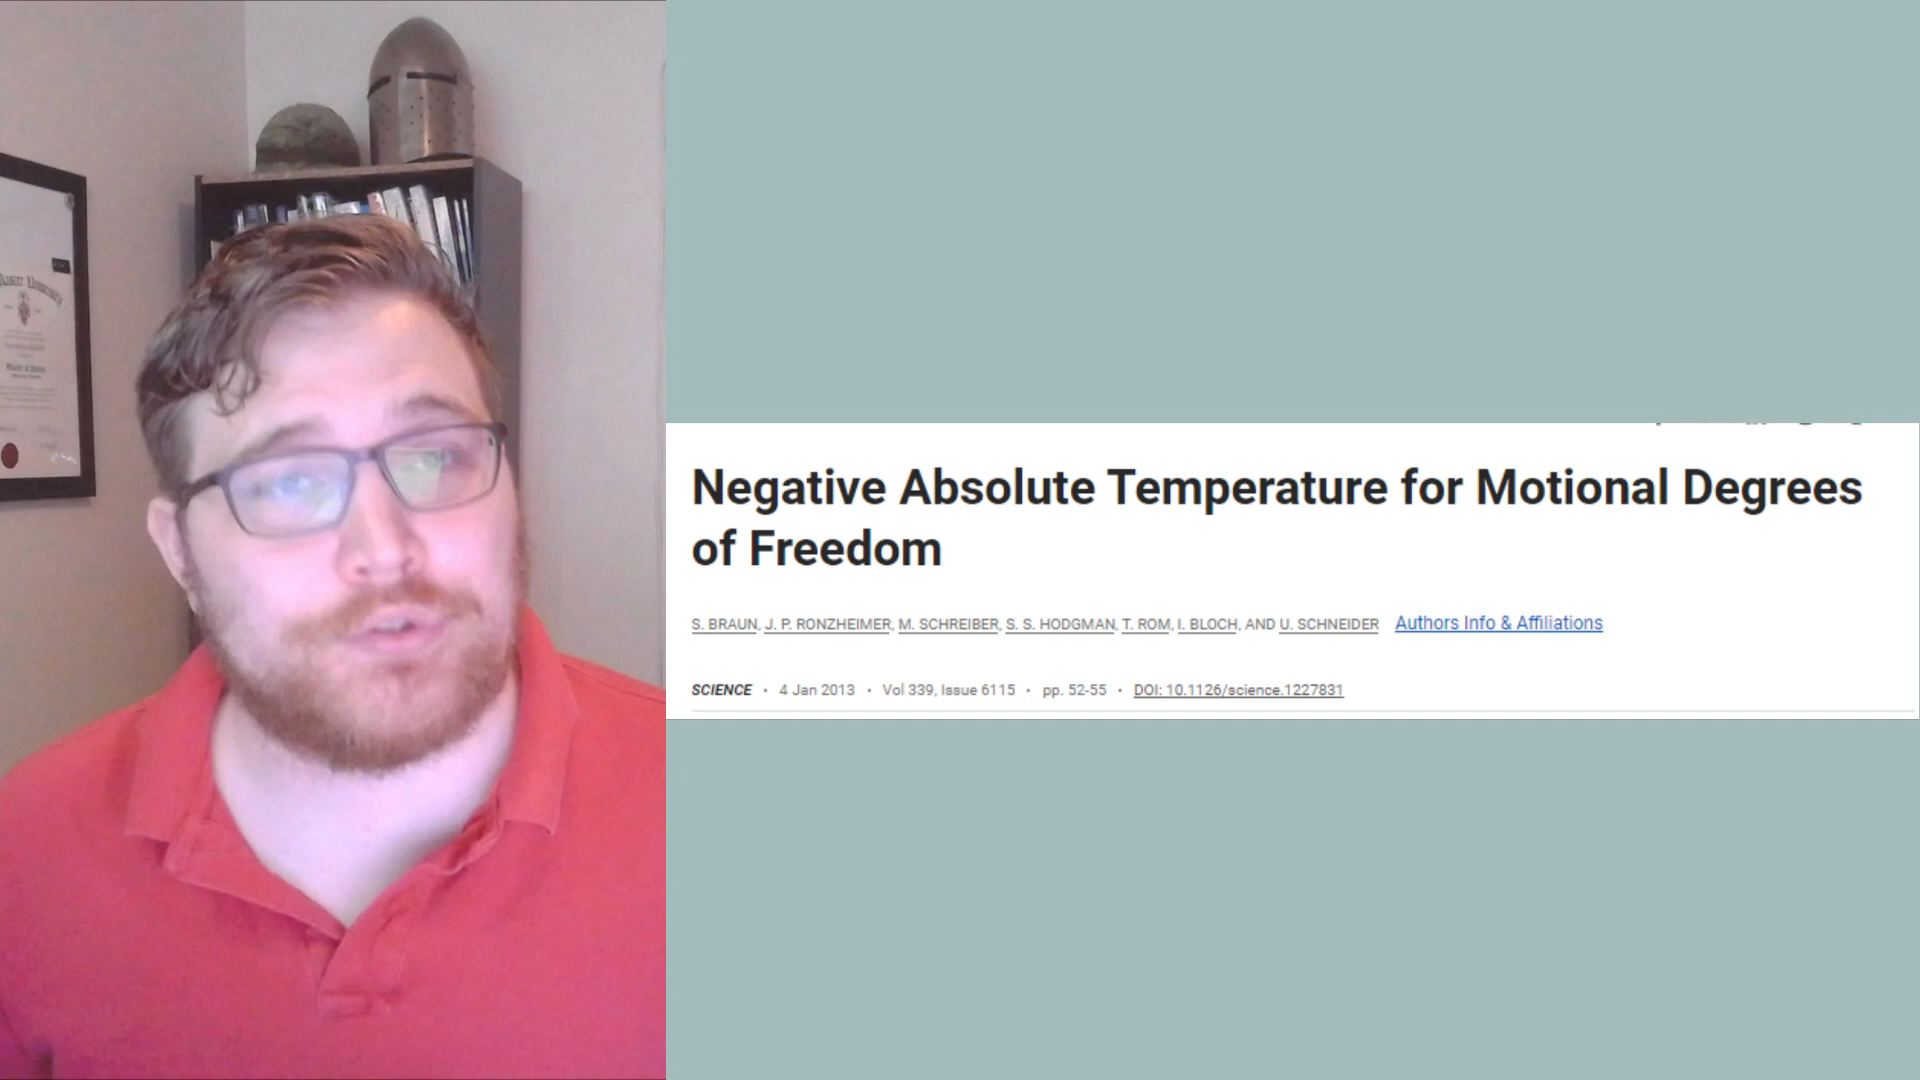 Negative Absolute Temperature for Motional Degrees
of Freedom
S. BRAUN, J. P. RONZHEIMER, M. SCHREIBER, S. S. HODGMAN, T. ROM, I. BLOCH, AND U. SCHNEIDER Authors Info & Affiliations
SCIENCE • 4 Jan 2013 • Vol 339, Issue 6115 • pp. 52-55 • DOI: 10.1126/science.1227831